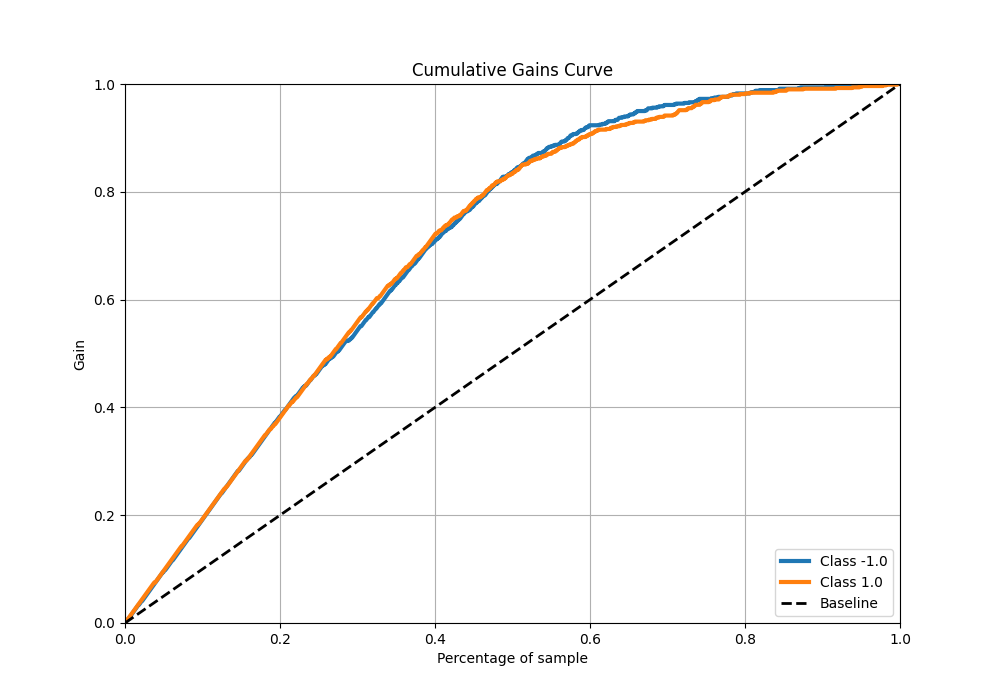 Cumulative Gains Curve
Gain
1.0
0.8
0.6
0.4
0.2
0.0
0.0 0.2 0.4 0.6 0.8 1.0
Percentage of sample
Class -1.0
Class 1.0
Baseline